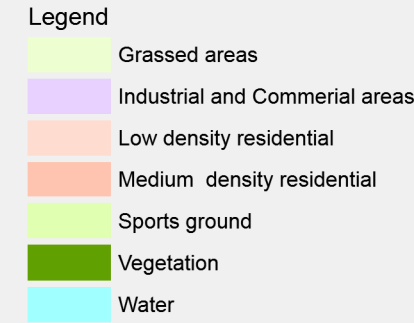 Legend
Grassed areas
Industrial and Commerial areas
Low density residential
Medium  density residential
Sports ground
Vegetation
Water